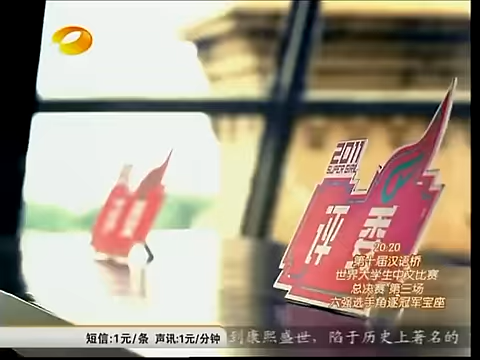 2011
SUPER GIRL
评委
20:20
第十届汉语桥
世界大学生中文比赛
总决赛 第三场
六强选手角逐冠军宝座
短信:1元/条 声讯:1元/分钟
到康熙盛世，陷于历史上著名的